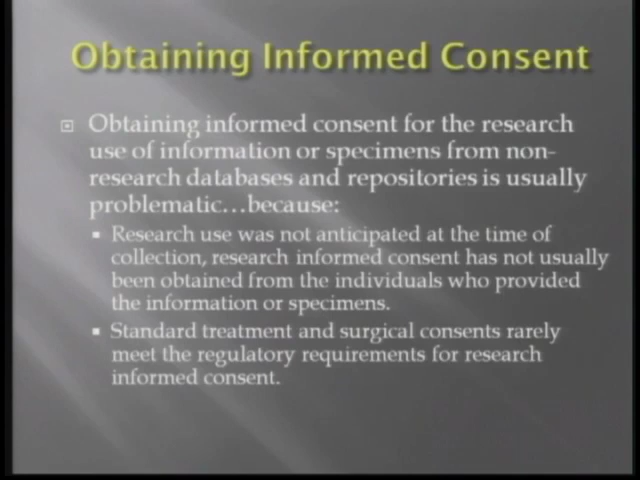 Obtaining Informed Consent
Obtaining informed consent for the research
use of information or specimens from non-
research databases and repositories is usually
problematic…because:
Research use was not anticipated at the time of
collection, research informed consent has not usually
been obtained from the individuals who provided
the information or specimens.
Standard treatment and surgical consents rarely
meet the regulatory requirements for research
informed consent.